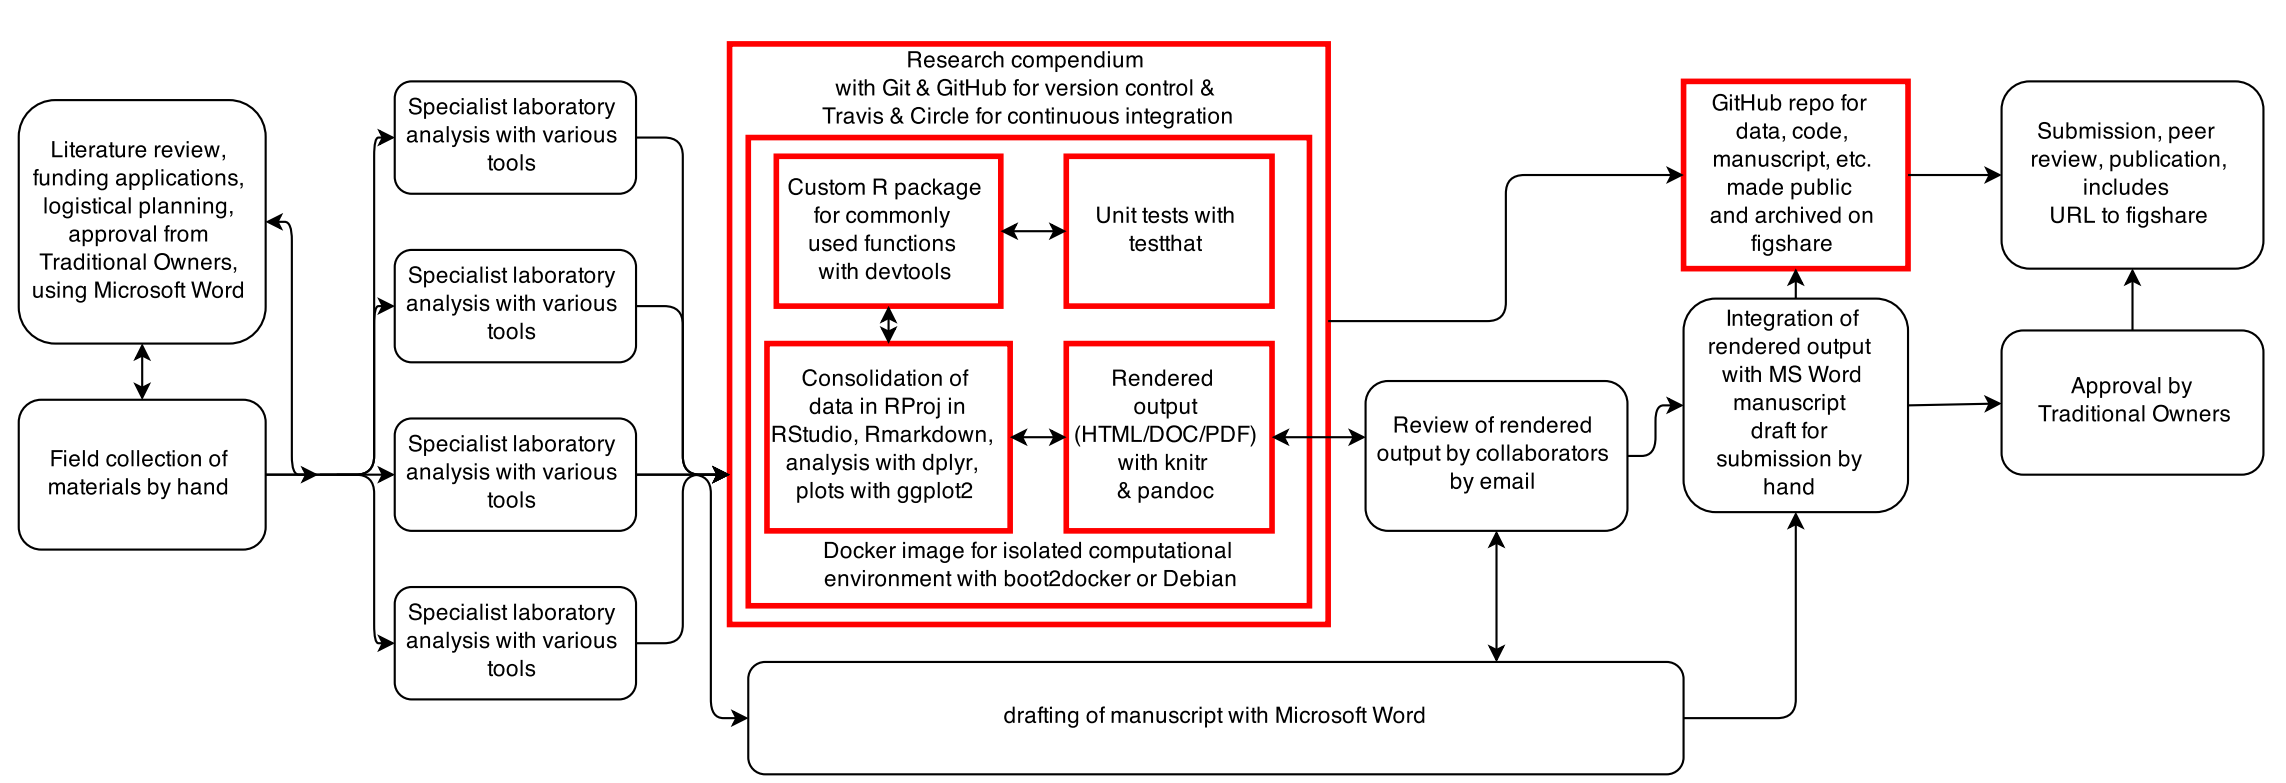 Literature review,
funding applications,
logistical planning,
approval from
Traditional Owners,
using Microsoft Word
Field collection of
materials by hand
Specialist laboratory
analysis with various
tools
Specialist laboratory
analysis with various
tools
Specialist laboratory
analysis with various
tools
Specialist laboratory
analysis with various
tools
Research compendium
with Git & GitHub for version control &
Travis & Circle for continuous integration
Custom R package
for commonly
used functions
with devtools
Unit tests with
testthat
Consolidation of
data in RProj in
RStudio, Rmarkdown,
analysis with dplyr,
plots with ggplot2
Rendered
output
(HTML/DOC/PDF)
with knitr
& pandoc
Docker image for isolated computational
environment with boot2docker or Debian
drafting of manuscript with Microsoft Word
Review of rendered
output by collaborators
by email
GitHub repo for
data, code,
manuscript, etc.
made public
and archived on
figshare
Integration of
rendered output
with MS Word
manuscript
draft for
submission by
hand
Submission, peer
review, publication,
includes
URL to figshare
Approval by
Traditional Owners